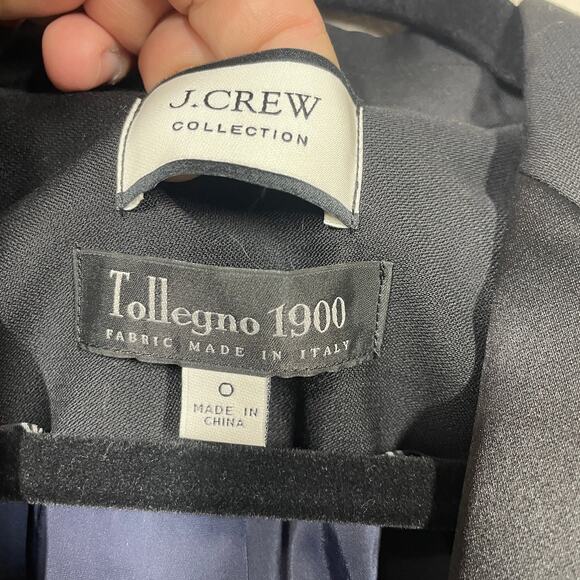 J.CREW
COLLECTION
Tollegno 1900
FABRIC MADE IN ITALY
0
MADE IN
CHINA